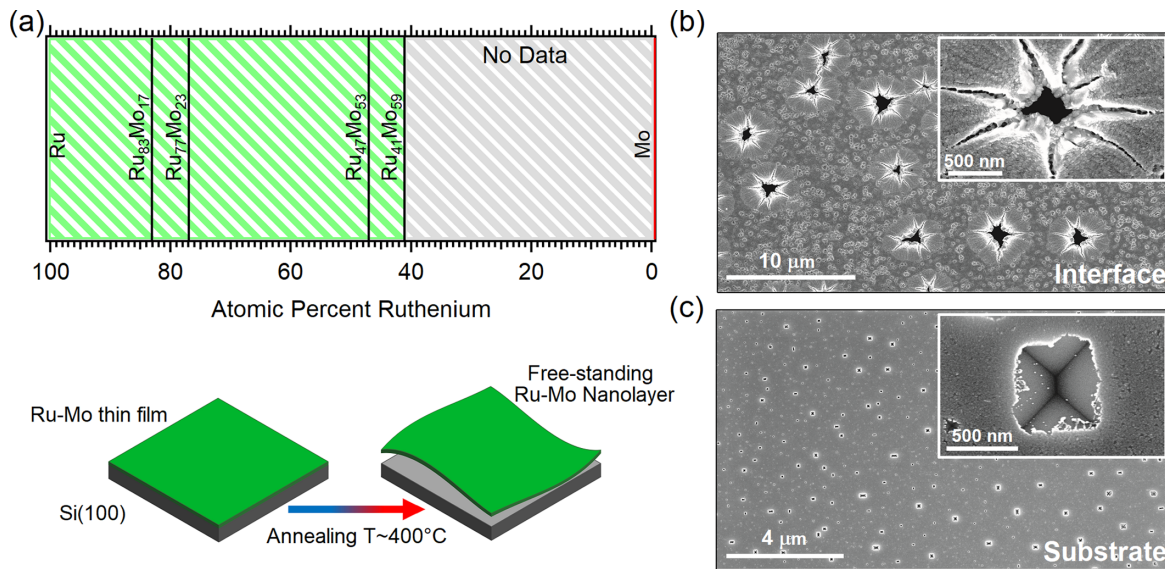 (a)
No Data
Ru
Ru83Mo17
Ru77Mo23
Ru47Mo53
Ru41Mo59
Mo
100 80 60 40 20 0
Atomic Percent Ruthenium
Ru-Mo thin film
Si(100)
Annealing T~400°C
Free-standing
Ru-Mo Nanolayer
(b)
500 nm
10 μm
Interface
(c)
500 nm
4 μm
Substrate